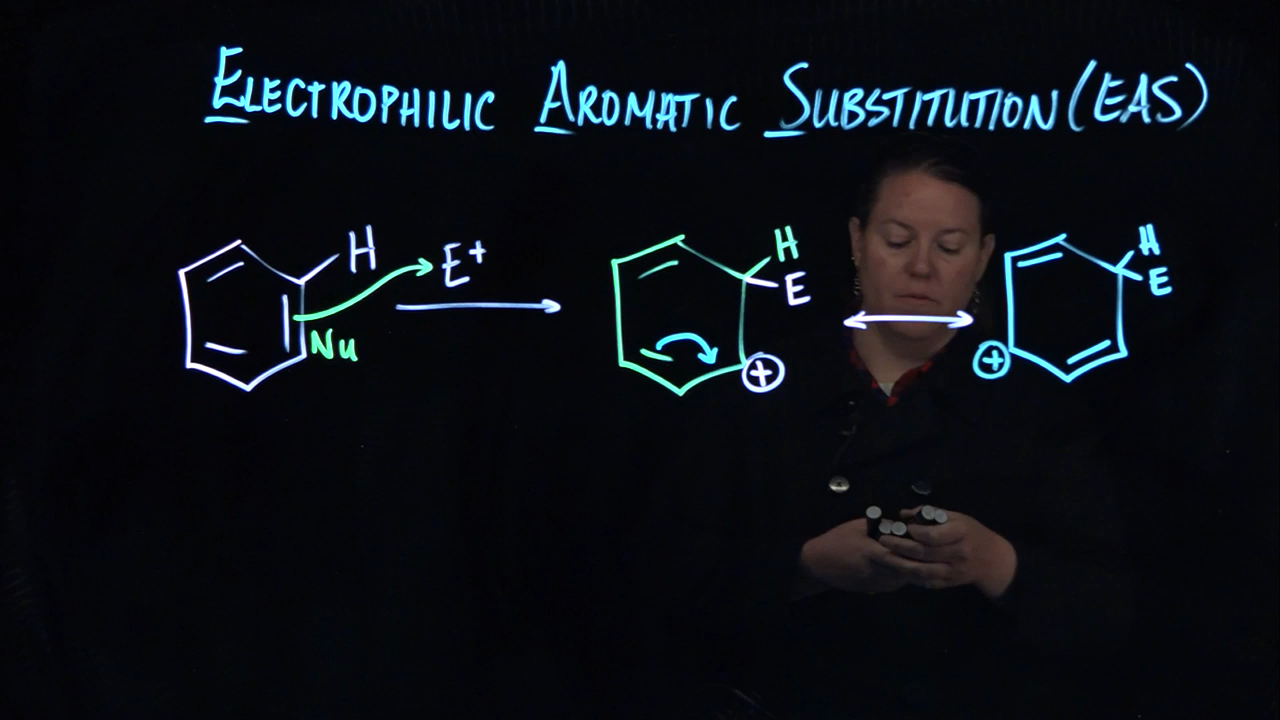 ELECTROPHILIC AROMATIC SUBSTITUTION (EAS)
H E+ H E H E
Nu + +